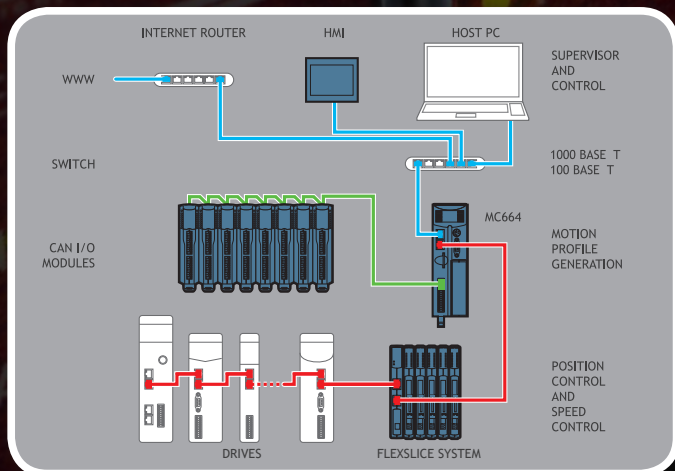 INTERNET ROUTER
HMI
HOST PC
WWW
SUPERVISOR
AND
CONTROL
SWITCH
1000 BASE T
100 BASE T
CAN I/O
MODULES
MC664
MOTION
PROFILE
GENERATION
POSITION
CONTROL
AND
SPEED
CONTROL
DRIVES
FLEXSLICE SYSTEM